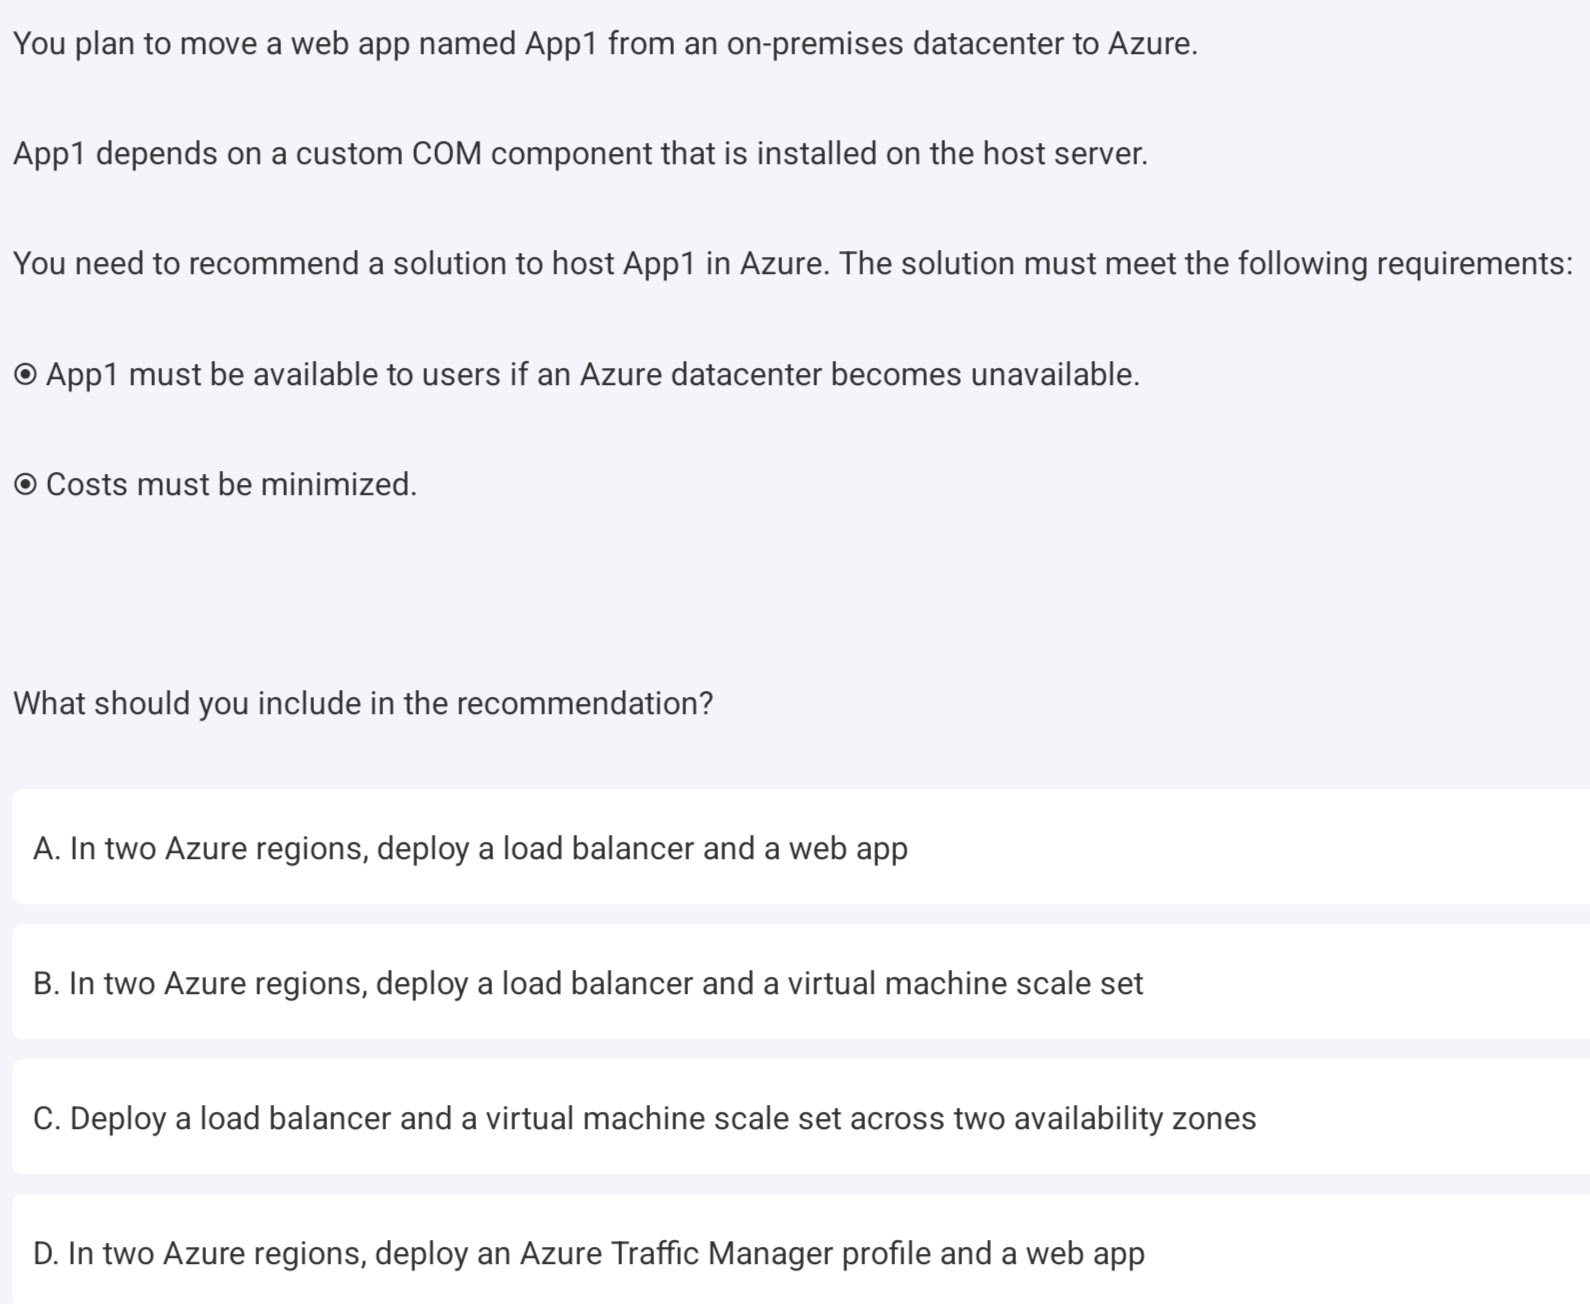 You plan to move a web app named App1 from an on-premises datacenter to Azure.
App1 depends on a custom COM component that is installed on the host server.
You need to recommend a solution to host App1 in Azure. The solution must meet the following requirements:
⦿ App1 must be available to users if an Azure datacenter becomes unavailable.
⦿ Costs must be minimized.
What should you include in the recommendation?
A. In two Azure regions, deploy a load balancer and a web app
B. In two Azure regions, deploy a load balancer and a virtual machine scale set
C. Deploy a load balancer and a virtual machine scale set across two availability zones
D. In two Azure regions, deploy an Azure Traffic Manager profile and a web app